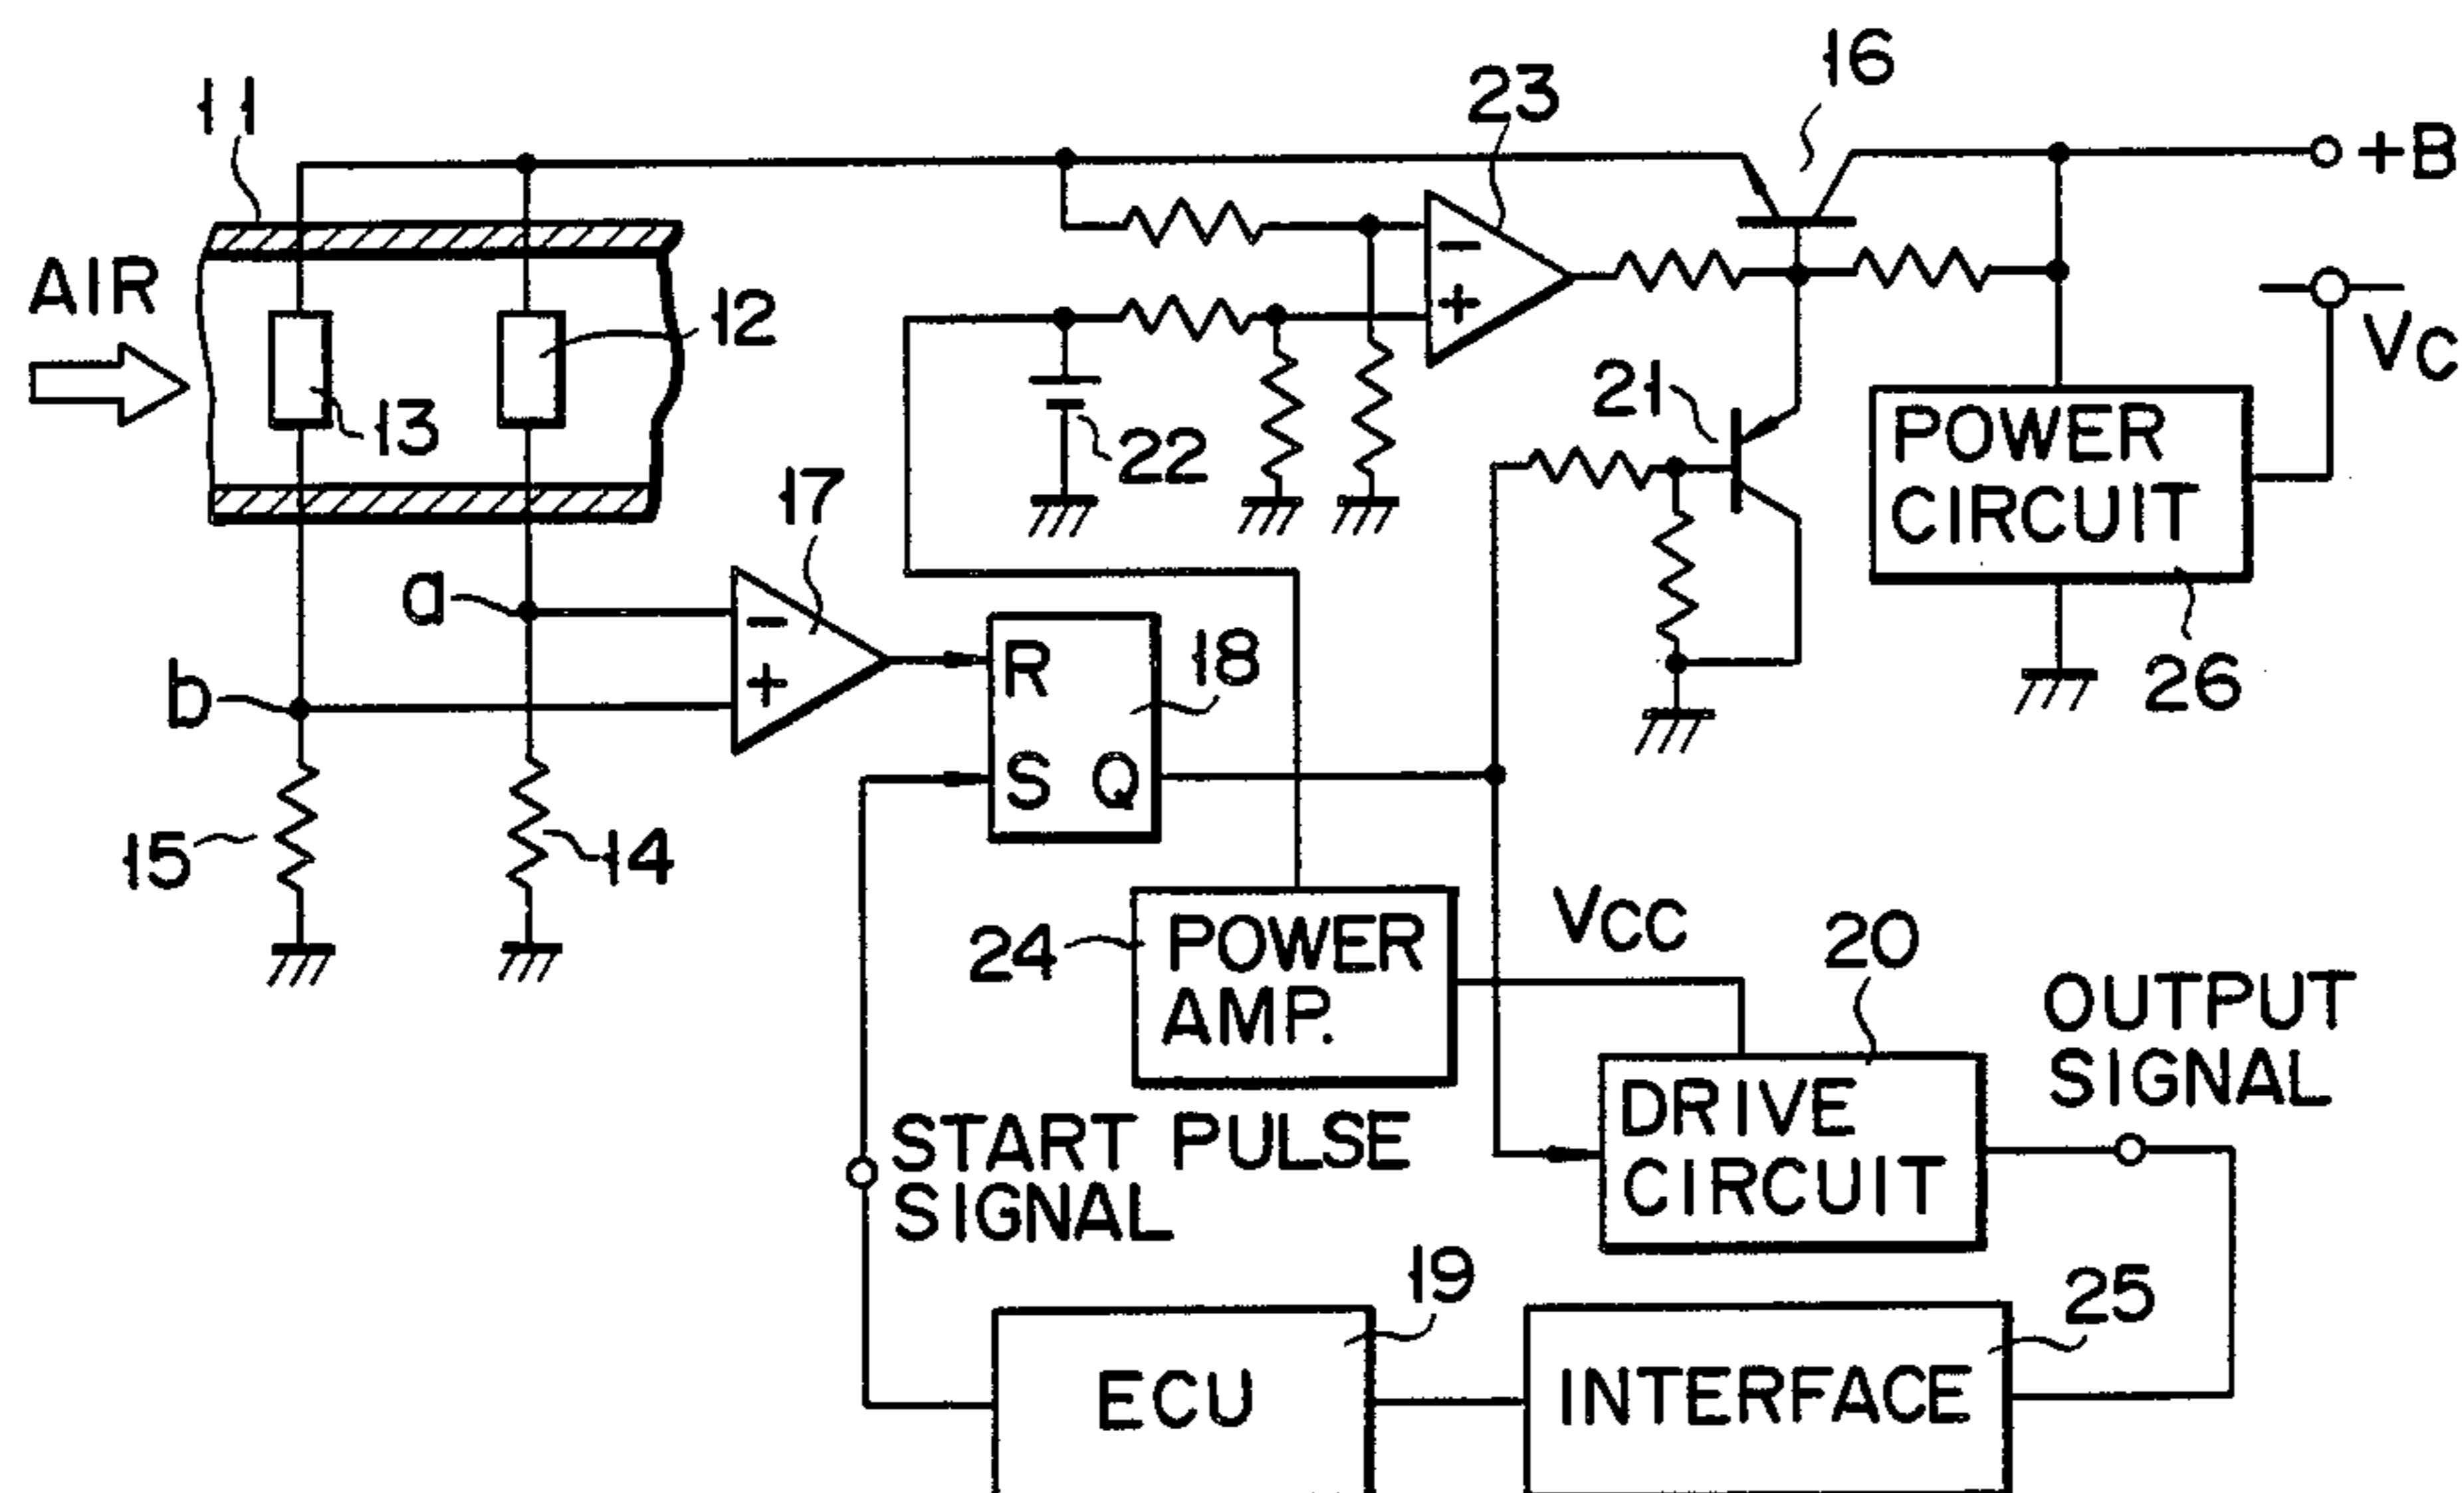 16
23
11
+B
AIR
12
VC
21
13
22
POWER
CIRCUIT
17
−
+
a
−
+
b
R
18
S Q
26
15
14
VCC
24
POWER
AMP.
20
OUTPUT
SIGNAL
DRIVE
CIRCUIT
START PULSE
SIGNAL
19
25
ECU
INTERFACE